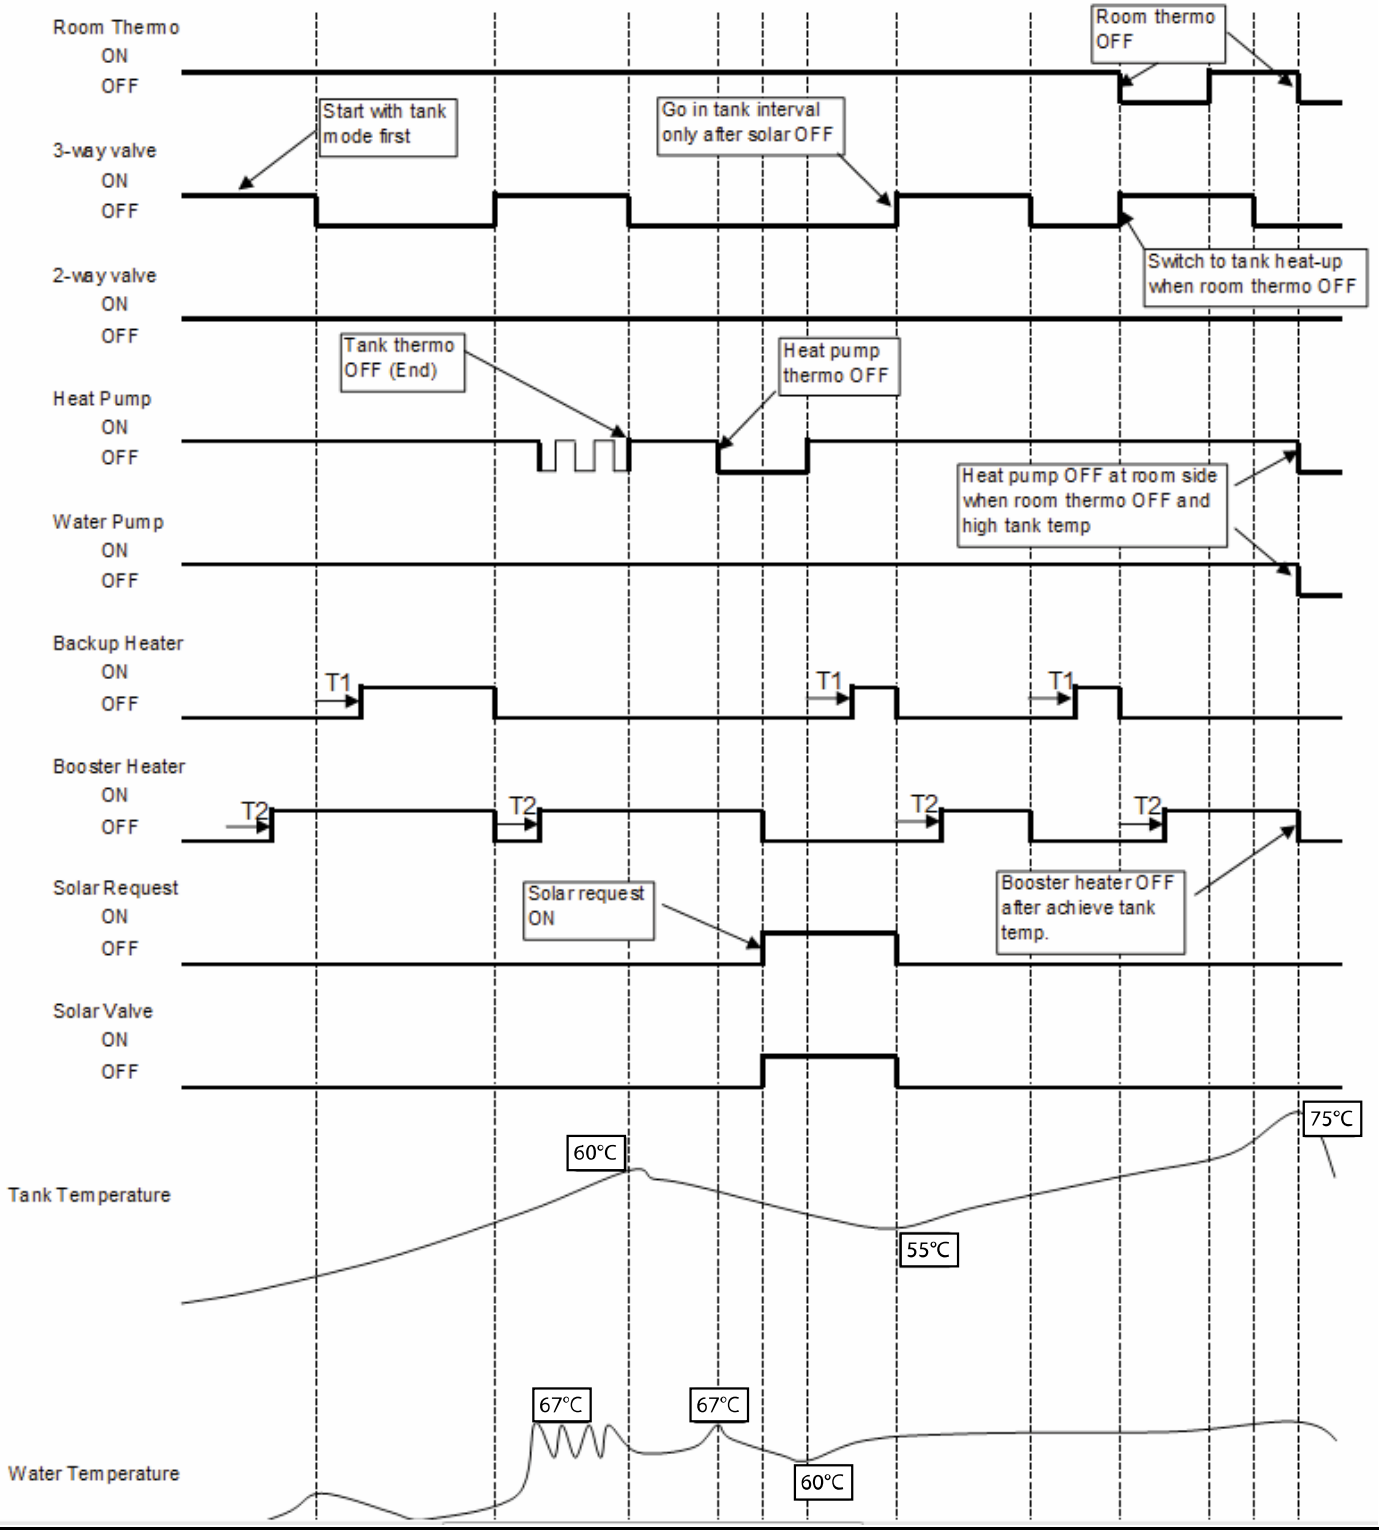 Room Thermo
ON
OFF
Room thermo
OFF
Start with tank
mode first
Go in tank interval
only after solar OFF
3-way valve
ON
OFF
Switch to tank heat-up
when room thermo OFF
2-way valve
ON
OFF
Tank thermo
OFF (End)
Heat pump
thermo OFF
Heat Pump
ON
OFF
Heat pump OFF at room side
when room thermo OFF and
high tank temp
Water Pump
ON
OFF
Backup Heater
ON
OFF
T1
T1
T1
Booster Heater
ON
OFF
T2
T2
T2
T2
Booster heater OFF
after achieve tank
temp.
Solar Request
ON
OFF
Solar request
ON
Solar Valve
ON
OFF
75°C
60°C
Tank Temperature
55°C
67°C
67°C
Water Temperature
60°C